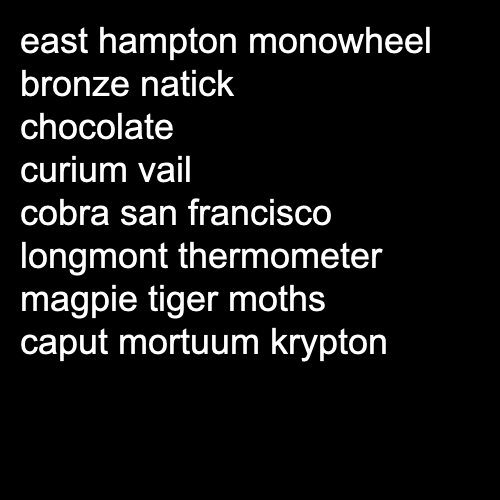 east hampton monowheel
bronze natick
chocolate
curium vail
cobra san francisco
longmont thermometer
magpie tiger moths
caput mortuum krypton